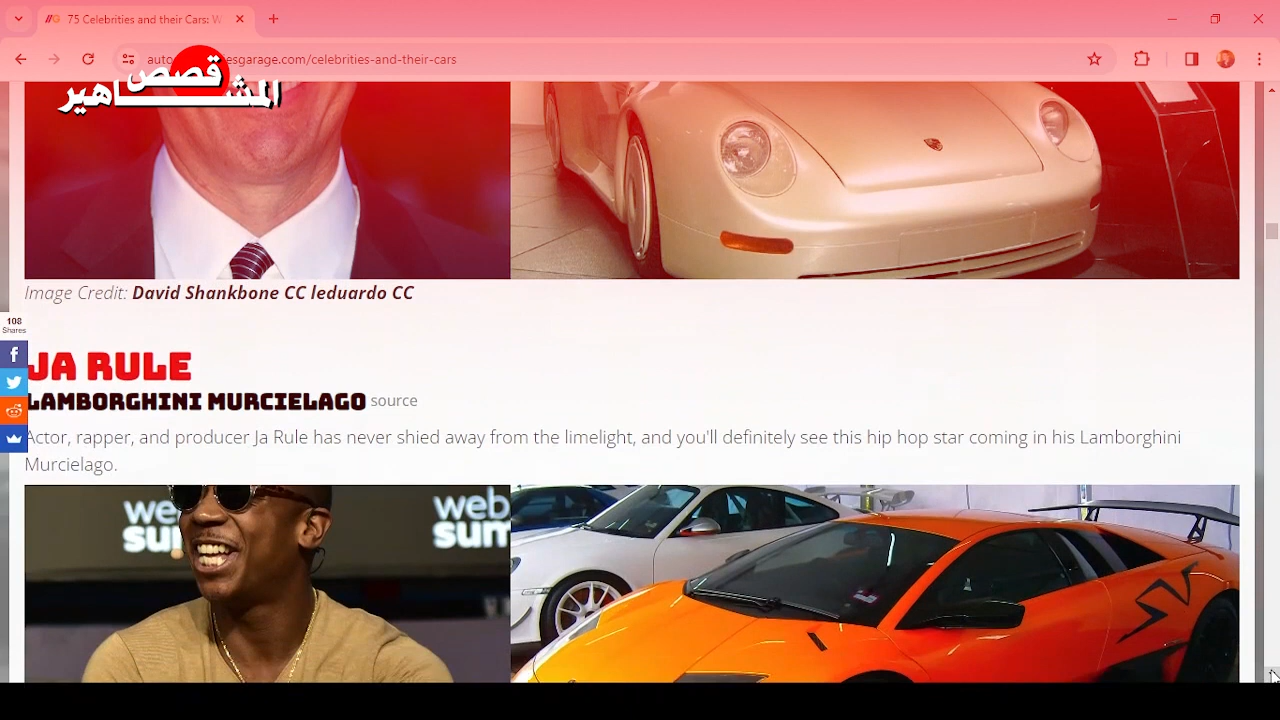 75 Celebrities and their Cars: W
esgarage.com/celebrities-and-their-cars
قصص
المشاهير
Image Credit: David Shankbone CC leduardo CC
108
Shares
JA RULE
LAMBORGHINI MURCIELAGO source
Actor, rapper, and producer Ja Rule has never shied away from the limelight, and you'll definitely see this hip hop star coming in his Lamborghini
Murcielago.
we
sum
web
sum